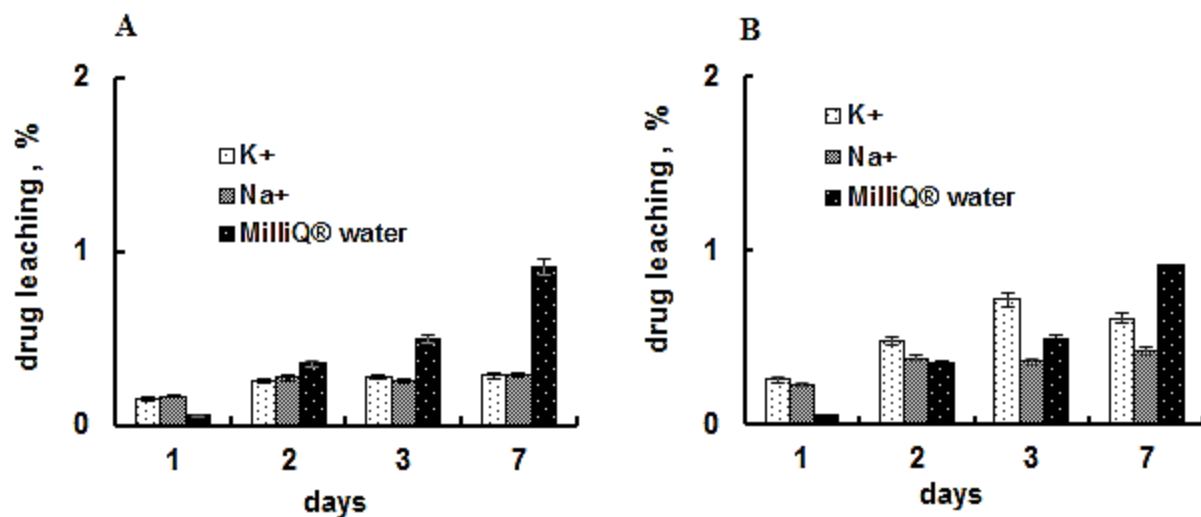 A
2
1
0
drug leaching, %
K+
Na+
MilliQ® water
1 2 3 7
days
B
2
1
0
drug leaching , %
K+
Na+
MilliQ® water
1 2 3 7
days